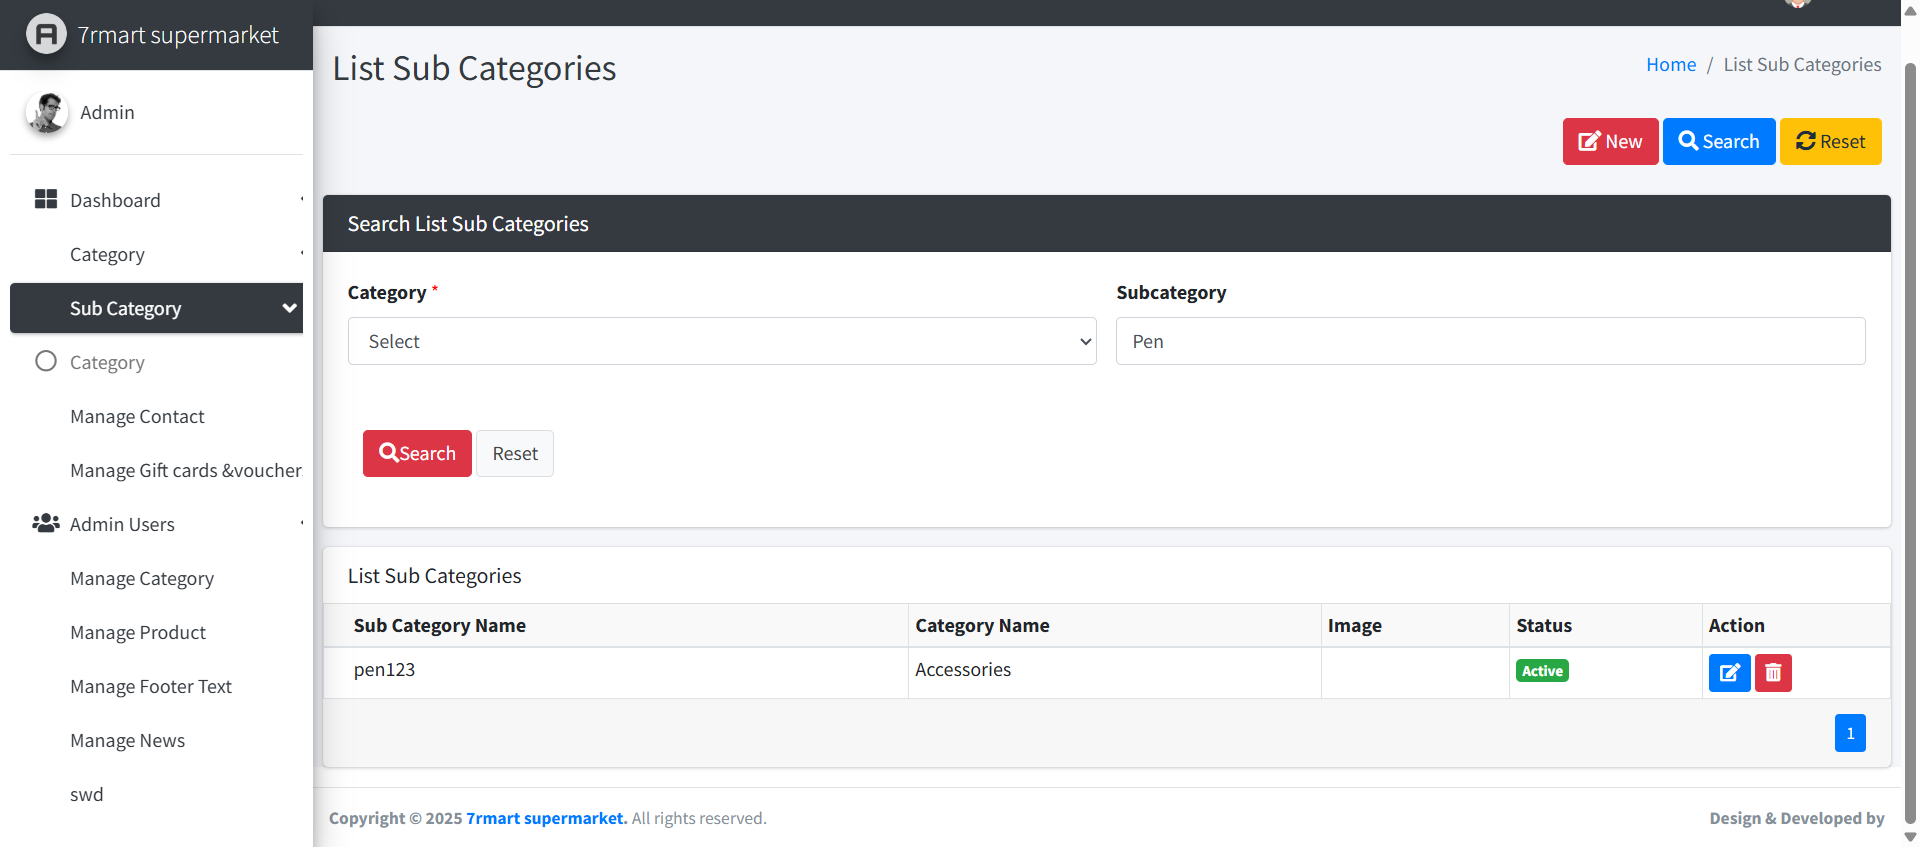 7rmart supermarket
Admin
Dashboard
Category
Sub Category
Category
Manage Contact
Manage Gift cards &voucher
Admin Users
Manage Category
Manage Product
Manage Footer Text
Manage News
swd
List Sub Categories
Home / List Sub Categories
New Search Reset
Search List Sub Categories
Category * Subcategory
Select Pen
Search Reset
List Sub Categories
Sub Category Name Category Name Image Status Action
pen123 Accessories Active
1
Copyright © 2025 7rmart supermarket. All rights reserved. Design & Developed by